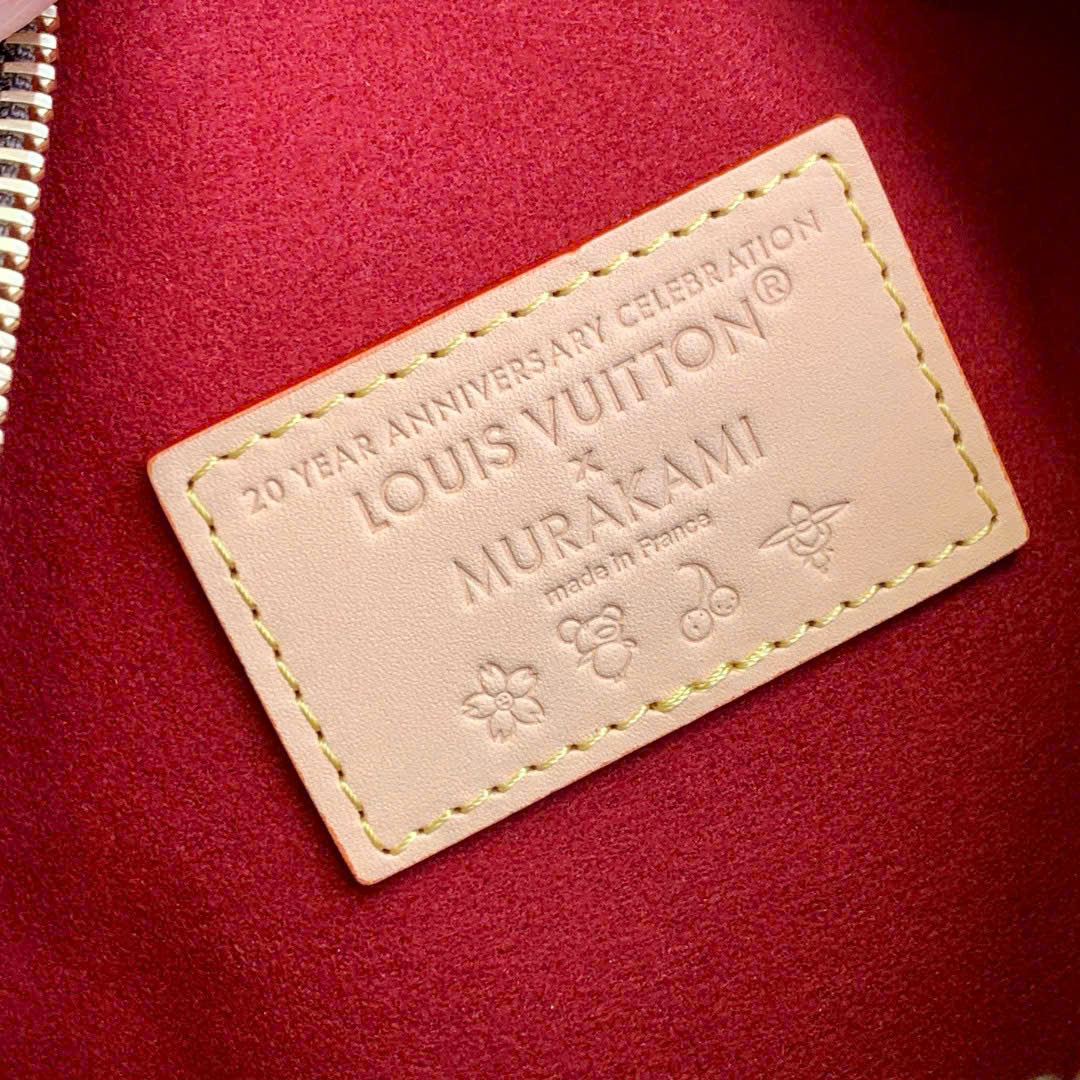 20 YEAR ANNIVERSARY CELEBRATION
LOUIS VUITTON®
x
MURAKAMI
made in France